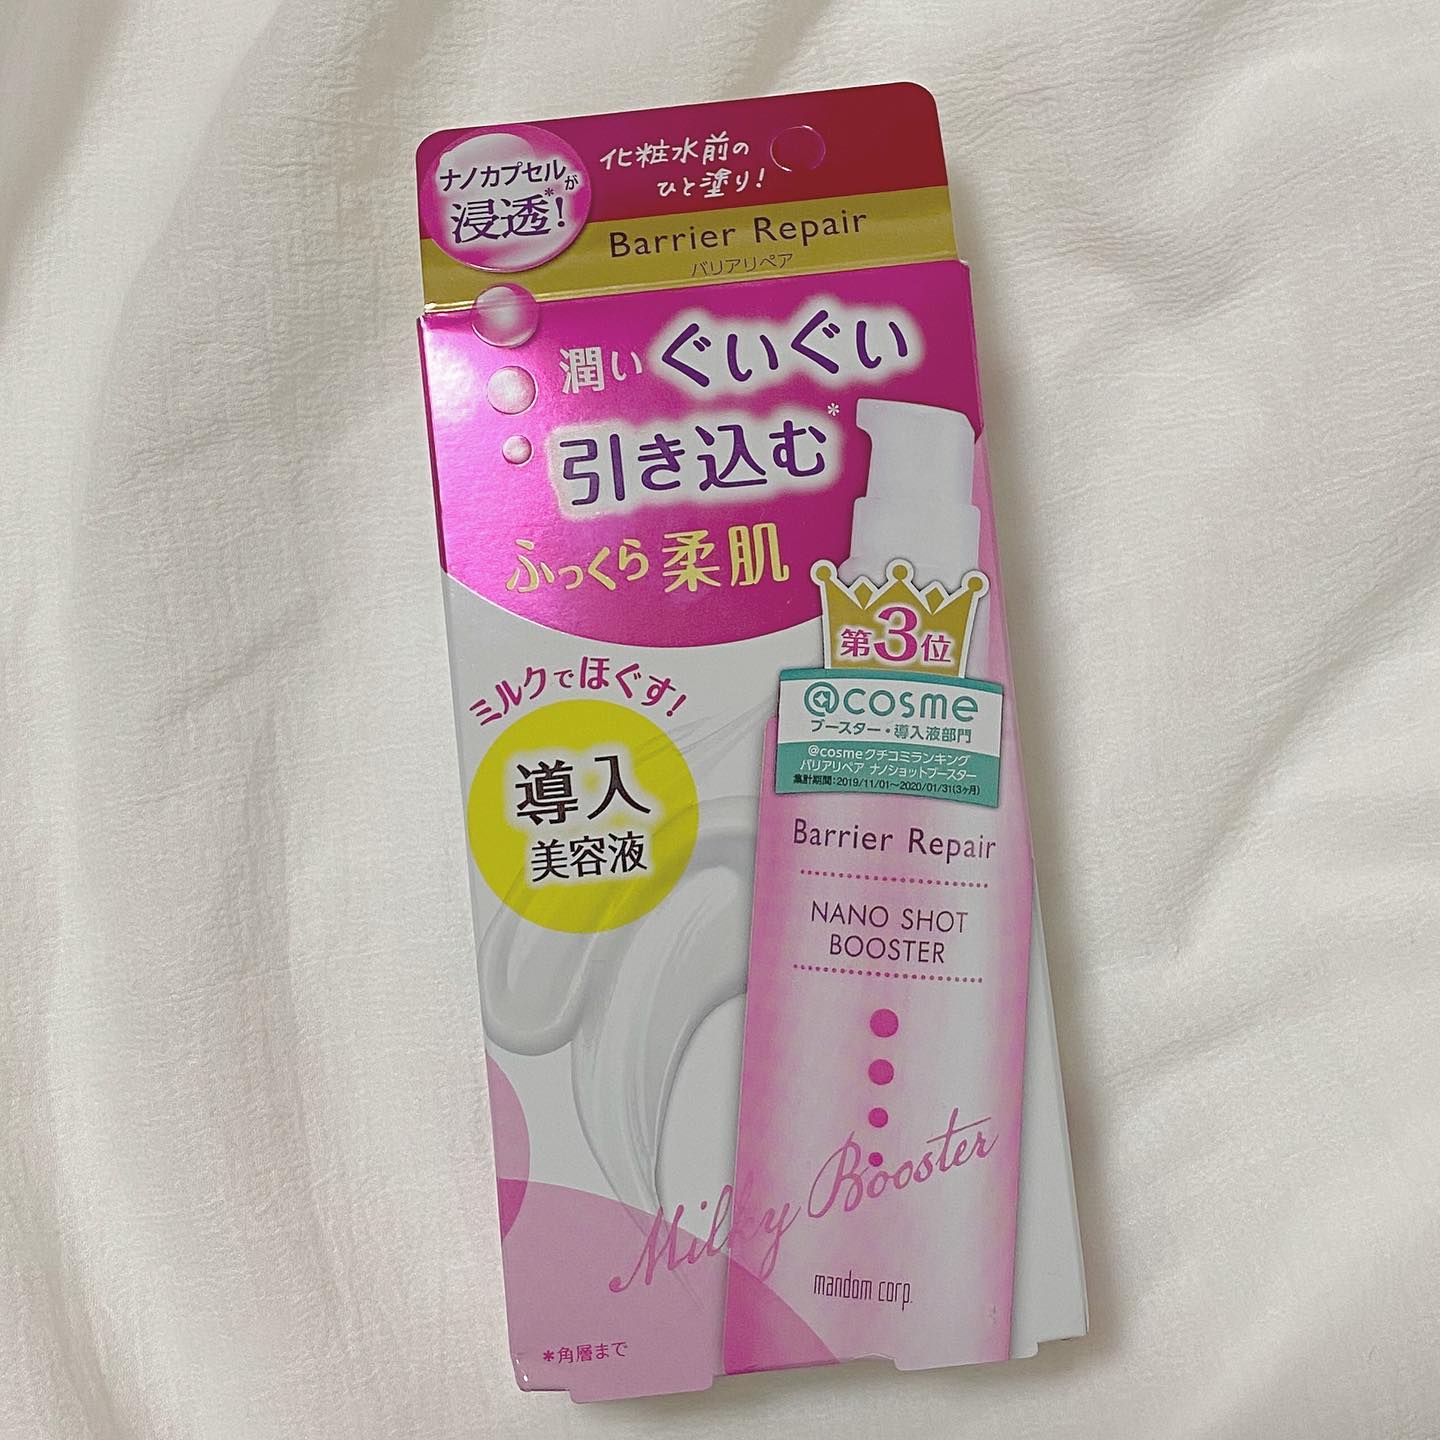 ナノカプセルが
浸透*!
化粧水前の
ひと塗り!
Barrier Repair
バリアリペア
潤いぐいぐい
引き込む*
ふっくら柔肌
第3位
@cosme
ブースター・導入液部門
@cosmeクチコミランキング
バリアリペア ナノショットブースター
集計期間:2019/11/01〜2020/01/31(3ヶ月)
ミルクでほぐす!
導入
美容液
Barrier Repair
NANO SHOT
BOOSTER
Milky Booster
mandom corp.
*角層まで